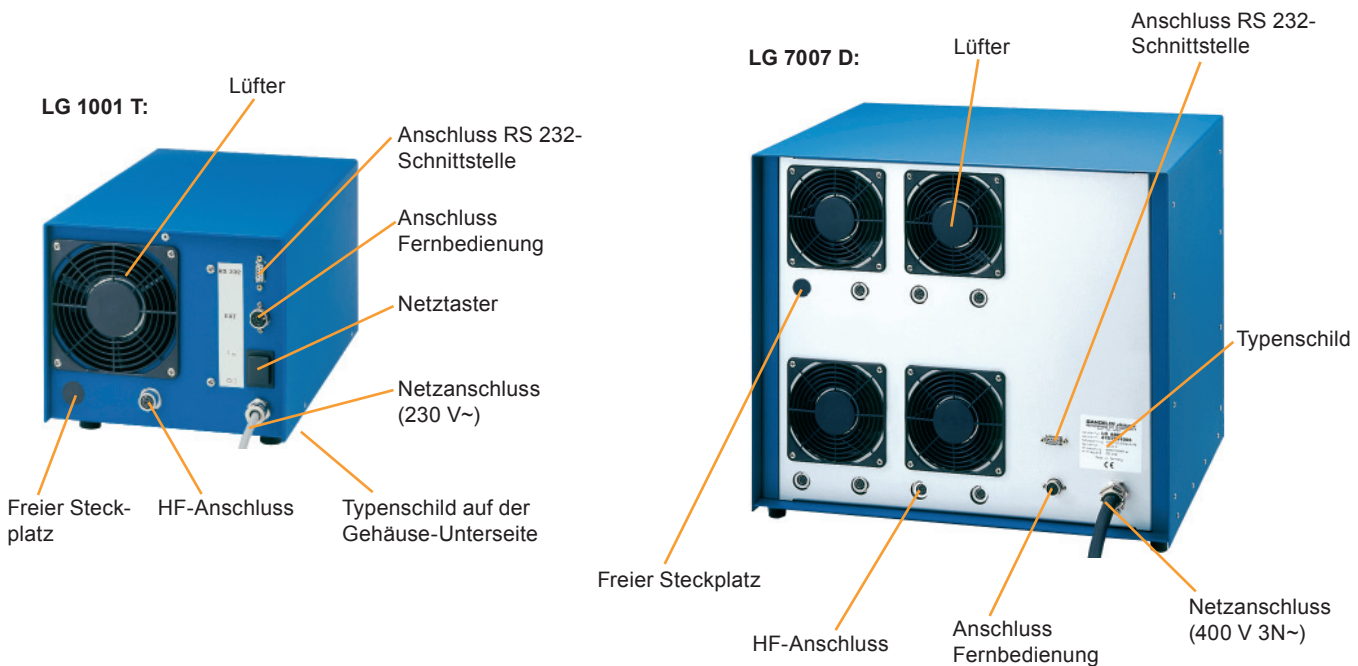 LG 1001 T:
Lüfter
Anschluss RS 232-
Schnittstelle
Anschluss
Fernbedienung
Netztaster
Netzanschluss
(230 V~)
Freier Steck-
platz
HF-Anschluss
Typenschild auf der
Gehäuse-Unterseite
RS 232
LG 7007 D:
Lüfter
Anschluss RS 232-
Schnittstelle
Typenschild
Freier Steckplatz
HF-Anschluss
Anschluss
Fernbedienung
Netzanschluss
(400 V 3N~)
BANDELIN
CE